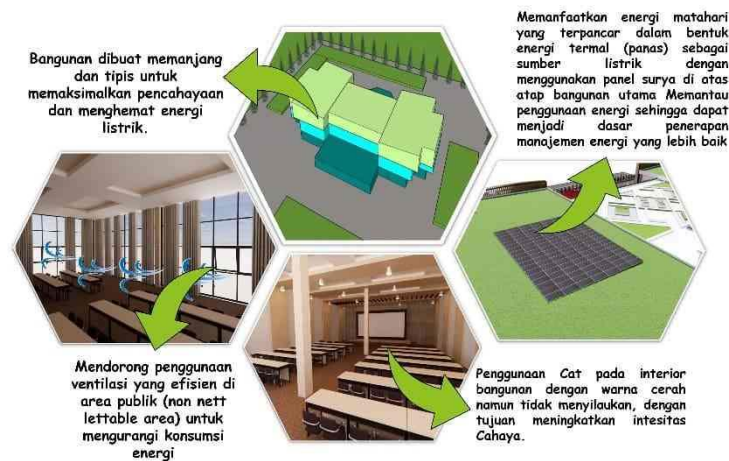 Bangunan dibuat memanjang
dan tipis untuk
memaksimalkan pencahayaan
dan menghemat energi
listrik.
Memanfaatkan energi matahari
yang terpancar dalam bentuk
energi termal (panas) sebagai
sumber listrik dengan
menggunakan panel surya di atas
atap bangunan utama Memantau
penggunaan energi sehingga dapat
menjadi dasar penerapan
manajemen energi yang lebih baik
Mendorong penggunaan
ventilasi yang efisien di
area publik (non nett
lettable area) untuk
mengurangi konsumsi
energi
Penggunaan Cat pada interior
bangunan dengan warna cerah
namun tidak menyilaukan, dengan
tujuan meningkatkan intesitas
Cahaya.